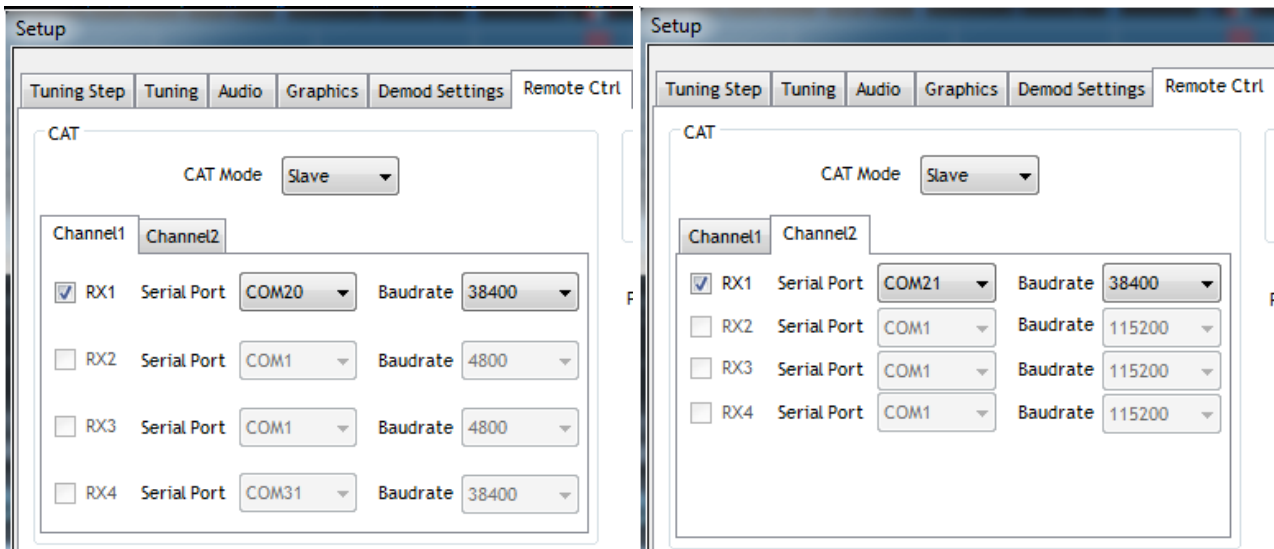 Setup
Tuning Step Tuning Audio Graphics Demod Settings Remote Ctrl
CAT
CAT Mode Slave
Channel1 Channel2
RX1 Serial Port COM20 Baudrate 38400
RX2 Serial Port COM1 Baudrate 4800
RX3 Serial Port COM1 Baudrate 4800
RX4 Serial Port COM31 Baudrate 38400
Setup
Tuning Step Tuning Audio Graphics Demod Settings Remote Ctrl
CAT
CAT Mode Slave
Channel1 Channel2
RX1 Serial Port COM21 Baudrate 38400
RX2 Serial Port COM1 Baudrate 115200
RX3 Serial Port COM1 Baudrate 115200
RX4 Serial Port COM1 Baudrate 115200